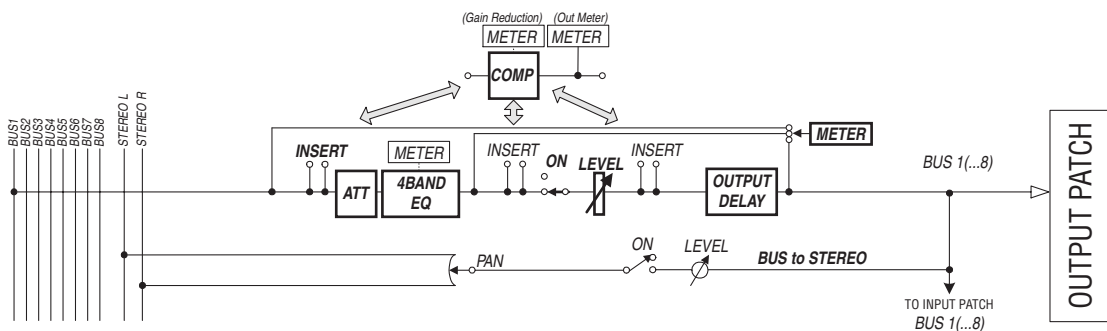 (Gain Reduction) (Out Meter)
METER METER
COMP
BUS1
BUS2
BUS3
BUS4
BUS5
BUS6
BUS7
BUS8
STEREO L
STEREO R
METER
INSERT METER INSERT ON LEVEL INSERT
BUS 1(...8)
ATT
4BAND
EQ
OUTPUT
DELAY
OUTPUT PATCH
PAN ON LEVEL BUS to STEREO
TO INPUT PATCH
BUS 1(...8)